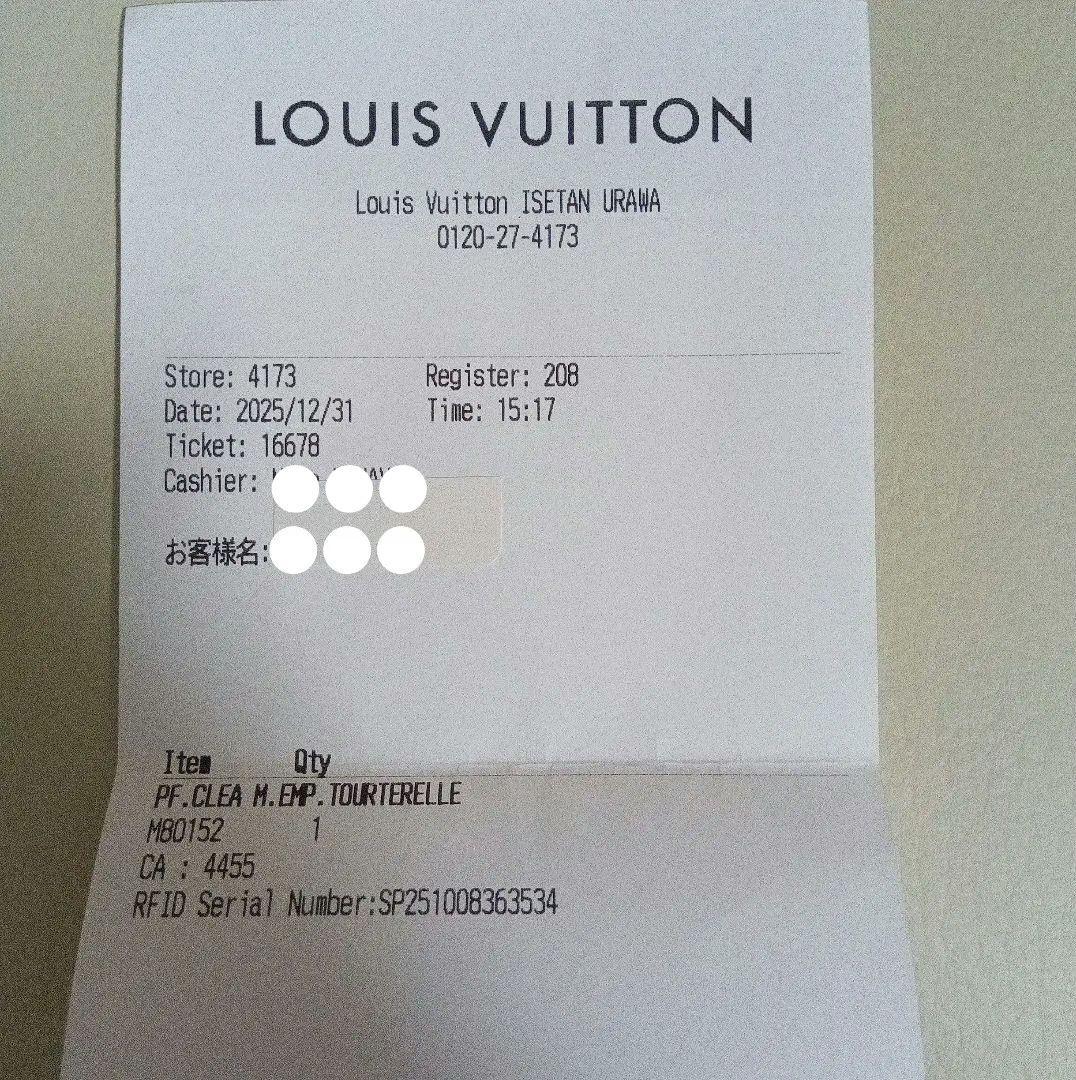 LOUIS VUITTON
Louis Vuitton ISETAN URAWA
0120-27-4173
Store: 4173 Register: 208
Date: 2025/12/31 Time: 15:17
Ticket: 16678
Cashier:
お客様名:
Item Qty
PF.CLEA M.EMP.TOURTERELLE
M80152 1
CA : 4455
RFID Serial Number:SP251008363534